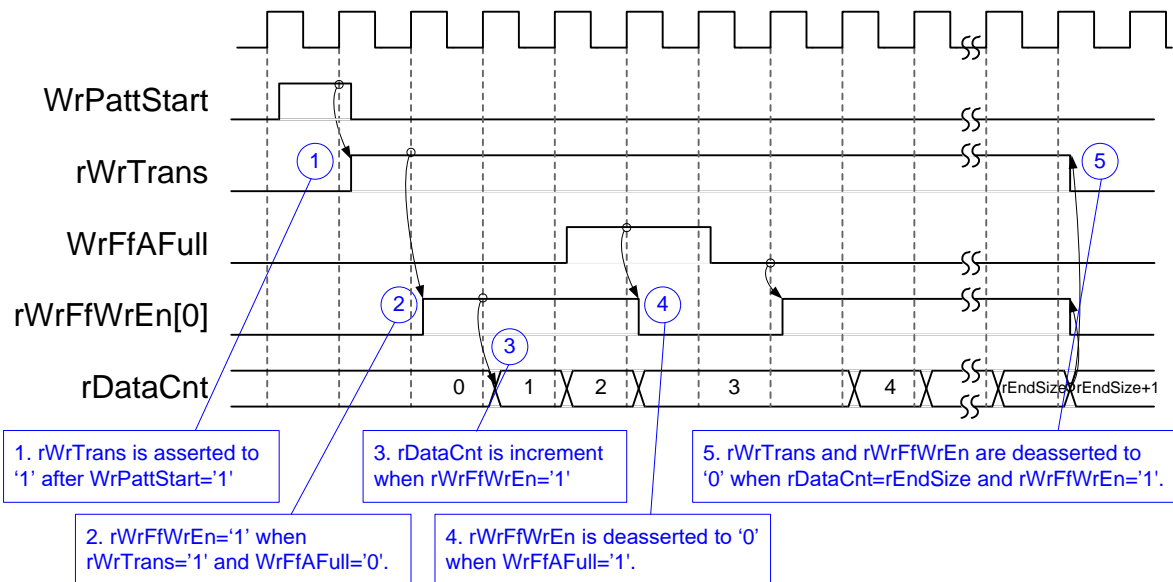 WrPattStart
1
rWrTrans
5
WrFfAFull
2
4
rWrFfWrEn[0]
3
rDataCnt
0
1
2
3
4
rEndSize
rEndSize+1
1. rWrTrans is asserted to
‘1’ after WrPattStart=’1'
3. rDataCnt is increment
when rWrFfWrEn=’1'
5. rWrTrans and rWrFfWrEn are deasserted to
‘0’ when rDataCnt=rEndSize and rWrFfWrEn=’1’.
2. rWrFfWrEn=‘1’ when
rWrTrans=’1' and WrFfAFull=’0’.
4. rWrFfWrEn is deasserted to ‘0’
when WrFfAFull=’1’.